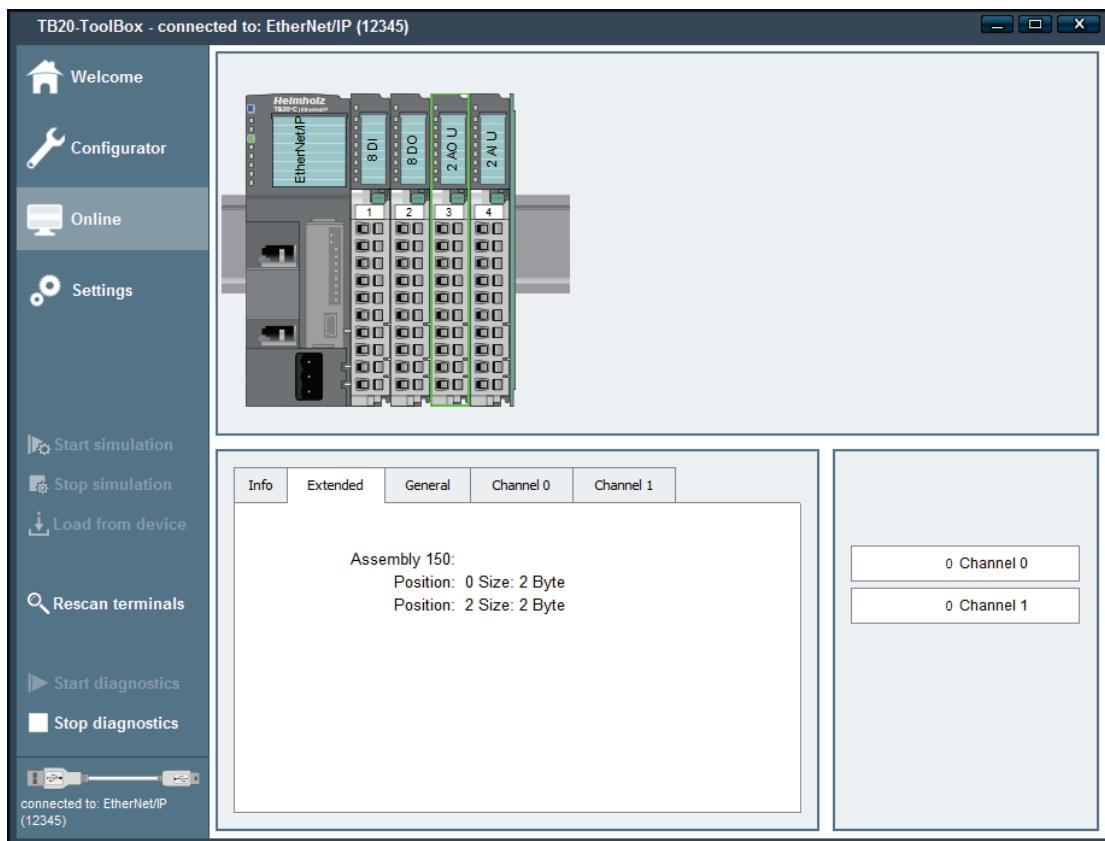 TB20-ToolBox - connected to: EtherNet/IP (12345)
Welcome
Configurator
Online
Settings
Start simulation
Stop simulation
Load from device
Rescan terminals
Start diagnostics
Stop diagnostics
connected to: EtherNet/IP
(12345)
Helmholz
TB20-C | EtherNet/IP
EtherNet/IP
8 DI
8 DO
2 AO U
2 AI U
1 2 3 4
Info Extended General Channel 0 Channel 1
Assembly 150:
Position: 0 Size: 2 Byte
Position: 2 Size: 2 Byte
0 Channel 0
0 Channel 1